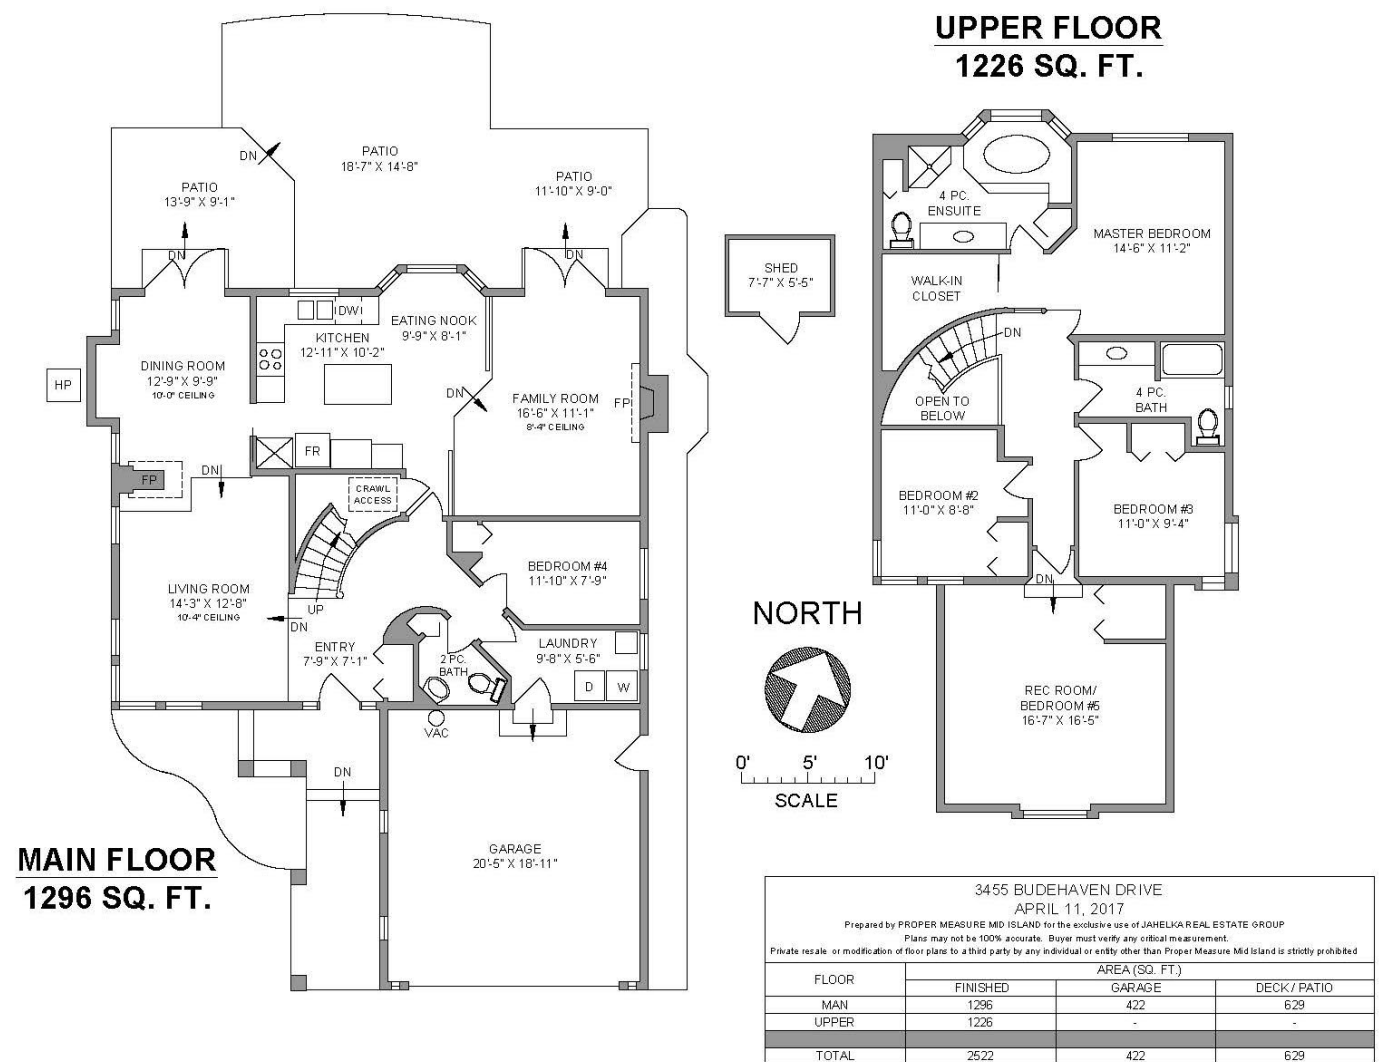 UPPER FLOOR
1226 SQ. FT.
PATIO
18'-7" X 14'-8"
DN
PATIO
13'-9" X 9'-1"
PATIO
11'-10" X 9'-0"
DN
DN
HP
DINING ROOM
12'-9" X 9'-9"
10'-0" CEILING
DW
KITCHEN
12'-11" X 10'-2"
EATING NOOK
9'-9" X 8'-1"
DN
FAMILY ROOM
16'-6" X 11'-1"
8'-4" CEILING
FP
FR
FP
DN
CRAWL
ACCESS
LIVING ROOM
14'-3" X 12'-8"
10'-4" CEILING
UP
DN
ENTRY
7'-9" X 7'-1"
BEDROOM #4
11'-10" X 7'-9"
2 PC.
BATH
LAUNDRY
9'-8" X 5'-6"
D
W
VAC
DN
GARAGE
20'-5" X 18'-11"
MAIN FLOOR
1296 SQ. FT.
SHED
7'-7" X 5'-5"
4 PC.
ENSUITE
MASTER BEDROOM
14'-6" X 11'-2"
WALK-IN
CLOSET
DN
OPEN TO
BELOW
4 PC.
BATH
BEDROOM #2
11'-0" X 8'-8"
BEDROOM #3
11'-0" X 9'-4"
DN
REC ROOM/
BEDROOM #5
16'-7" X 16'-5"
NORTH
0' 5' 10'
SCALE
3455 BUDEHAVEN DRIVE
APRIL 11, 2017
Prepared by PROPER MEASURE MID ISLAND for the exclusive use of JAHELKA REAL ESTATE GROUP
Plans may not be 100% accurate. Buyer must verify any critical measurement.
Private resale or modification of floor plans to a third party by any individual or entity other than Proper Measure Mid Island is strictly prohibited
FLOOR AREA (SQ. FT.)
FINISHED GARAGE DECK / PATIO
MAN 1296 422 629
UPPER 1226 - -
TOTAL 2522 422 629